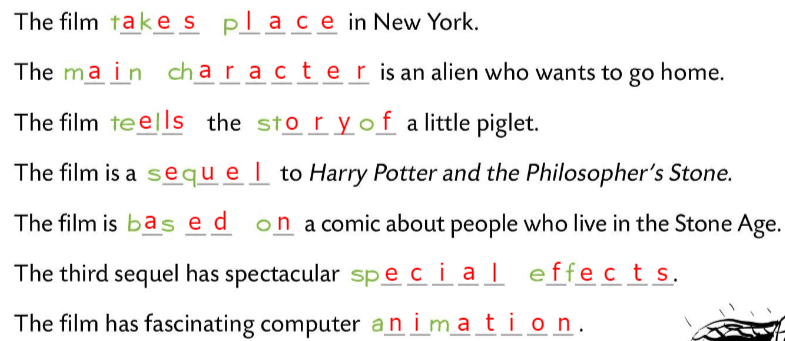 The film takes place in New York.
The main character is an alien who wants to go home.
The film teells the story of a little piglet.
The film is a sequel to Harry Potter and the Philosopher's Stone.
The film is based on a comic about people who live in the Stone Age.
The third sequel has spectacular special effects.
The film has fascinating computer animation.